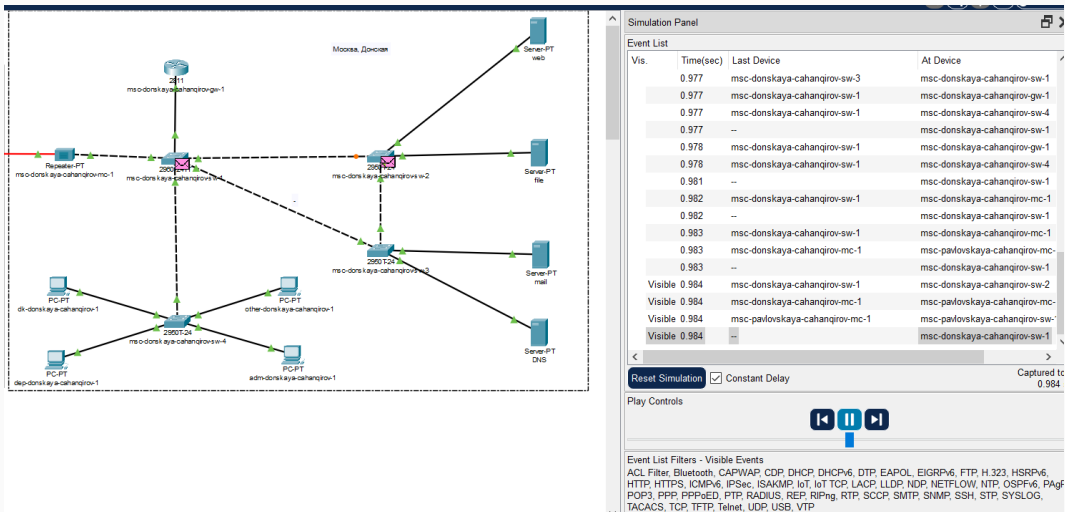 Москва, Донская
Server-PT
web
2811
msc-donskaya-cahanqirov-gw-1
Repeater-PT
msc-donskaya-cahanqirov-mc-1
msc-donskaya-cahanqirov-sw-1
msc-donskaya-cahanqirov-sw-2
Server-PT
file
2950T-24
msc-donskaya-cahanqirov-sw-3
Server-PT
mail
PC-PT
dk-donskaya-cahanqirov-1
PC-PT
other-donskaya-cahanqirov-1
2950T-24
msc-donskaya-cahanqirov-sw-4
PC-PT
dep-donskaya-cahanqirov-1
PC-PT
adm-donskaya-cahanqirov-1
Server-PT
DNS
Simulation Panel
Event List
Vis. Time(sec) Last Device At Device
0.977 msc-donskaya-cahanqirov-sw-3 msc-donskaya-cahanqirov-sw-1
0.977 msc-donskaya-cahanqirov-sw-1 msc-donskaya-cahanqirov-gw-1
0.977 msc-donskaya-cahanqirov-sw-1 msc-donskaya-cahanqirov-sw-4
0.977 -- msc-donskaya-cahanqirov-sw-1
0.978 msc-donskaya-cahanqirov-sw-1 msc-donskaya-cahanqirov-gw-1
0.978 msc-donskaya-cahanqirov-sw-1 msc-donskaya-cahanqirov-sw-4
0.981 -- msc-donskaya-cahanqirov-sw-1
0.982 msc-donskaya-cahanqirov-sw-1 msc-donskaya-cahanqirov-mc-1
0.982 -- msc-donskaya-cahanqirov-sw-1
0.983 msc-donskaya-cahanqirov-sw-1 msc-donskaya-cahanqirov-mc-1
0.983 msc-donskaya-cahanqirov-mc-1 msc-pavlovskaya-cahanqirov-mc-
0.983 -- msc-donskaya-cahanqirov-sw-1
Visible 0.984 msc-donskaya-cahanqirov-sw-1 msc-donskaya-cahanqirov-sw-2
Visible 0.984 msc-donskaya-cahanqirov-mc-1 msc-pavlovskaya-cahanqirov-mc-
Visible 0.984 msc-pavlovskaya-cahanqirov-mc-1 msc-pavlovskaya-cahanqirov-sw-
Visible 0.984 -- msc-donskaya-cahanqirov-sw-1
Reset Simulation Constant Delay Captured to
0.984
Play Controls
Event List Filters - Visible Events
ACL Filter, Bluetooth, CAPWAP, CDP, DHCP, DHCPv6, DTP, EAPOL, EIGRPv6, FTP, H.323, HSRPv6,
HTTP, HTTPS, ICMPv6, IPSec, ISAKMP, IoT, IoT TCP, LACP, LLDP, NDP, NETFLOW, NTP, OSPFv6, PAgP
POP3, PPP, PPPoED, PTP, RADIUS, REP, RIPng, RTP, SCCP, SMTP, SNMP, SSH, STP, SYSLOG,
TACACS, TCP, TFTP, Telnet, UDP, USB, VTP